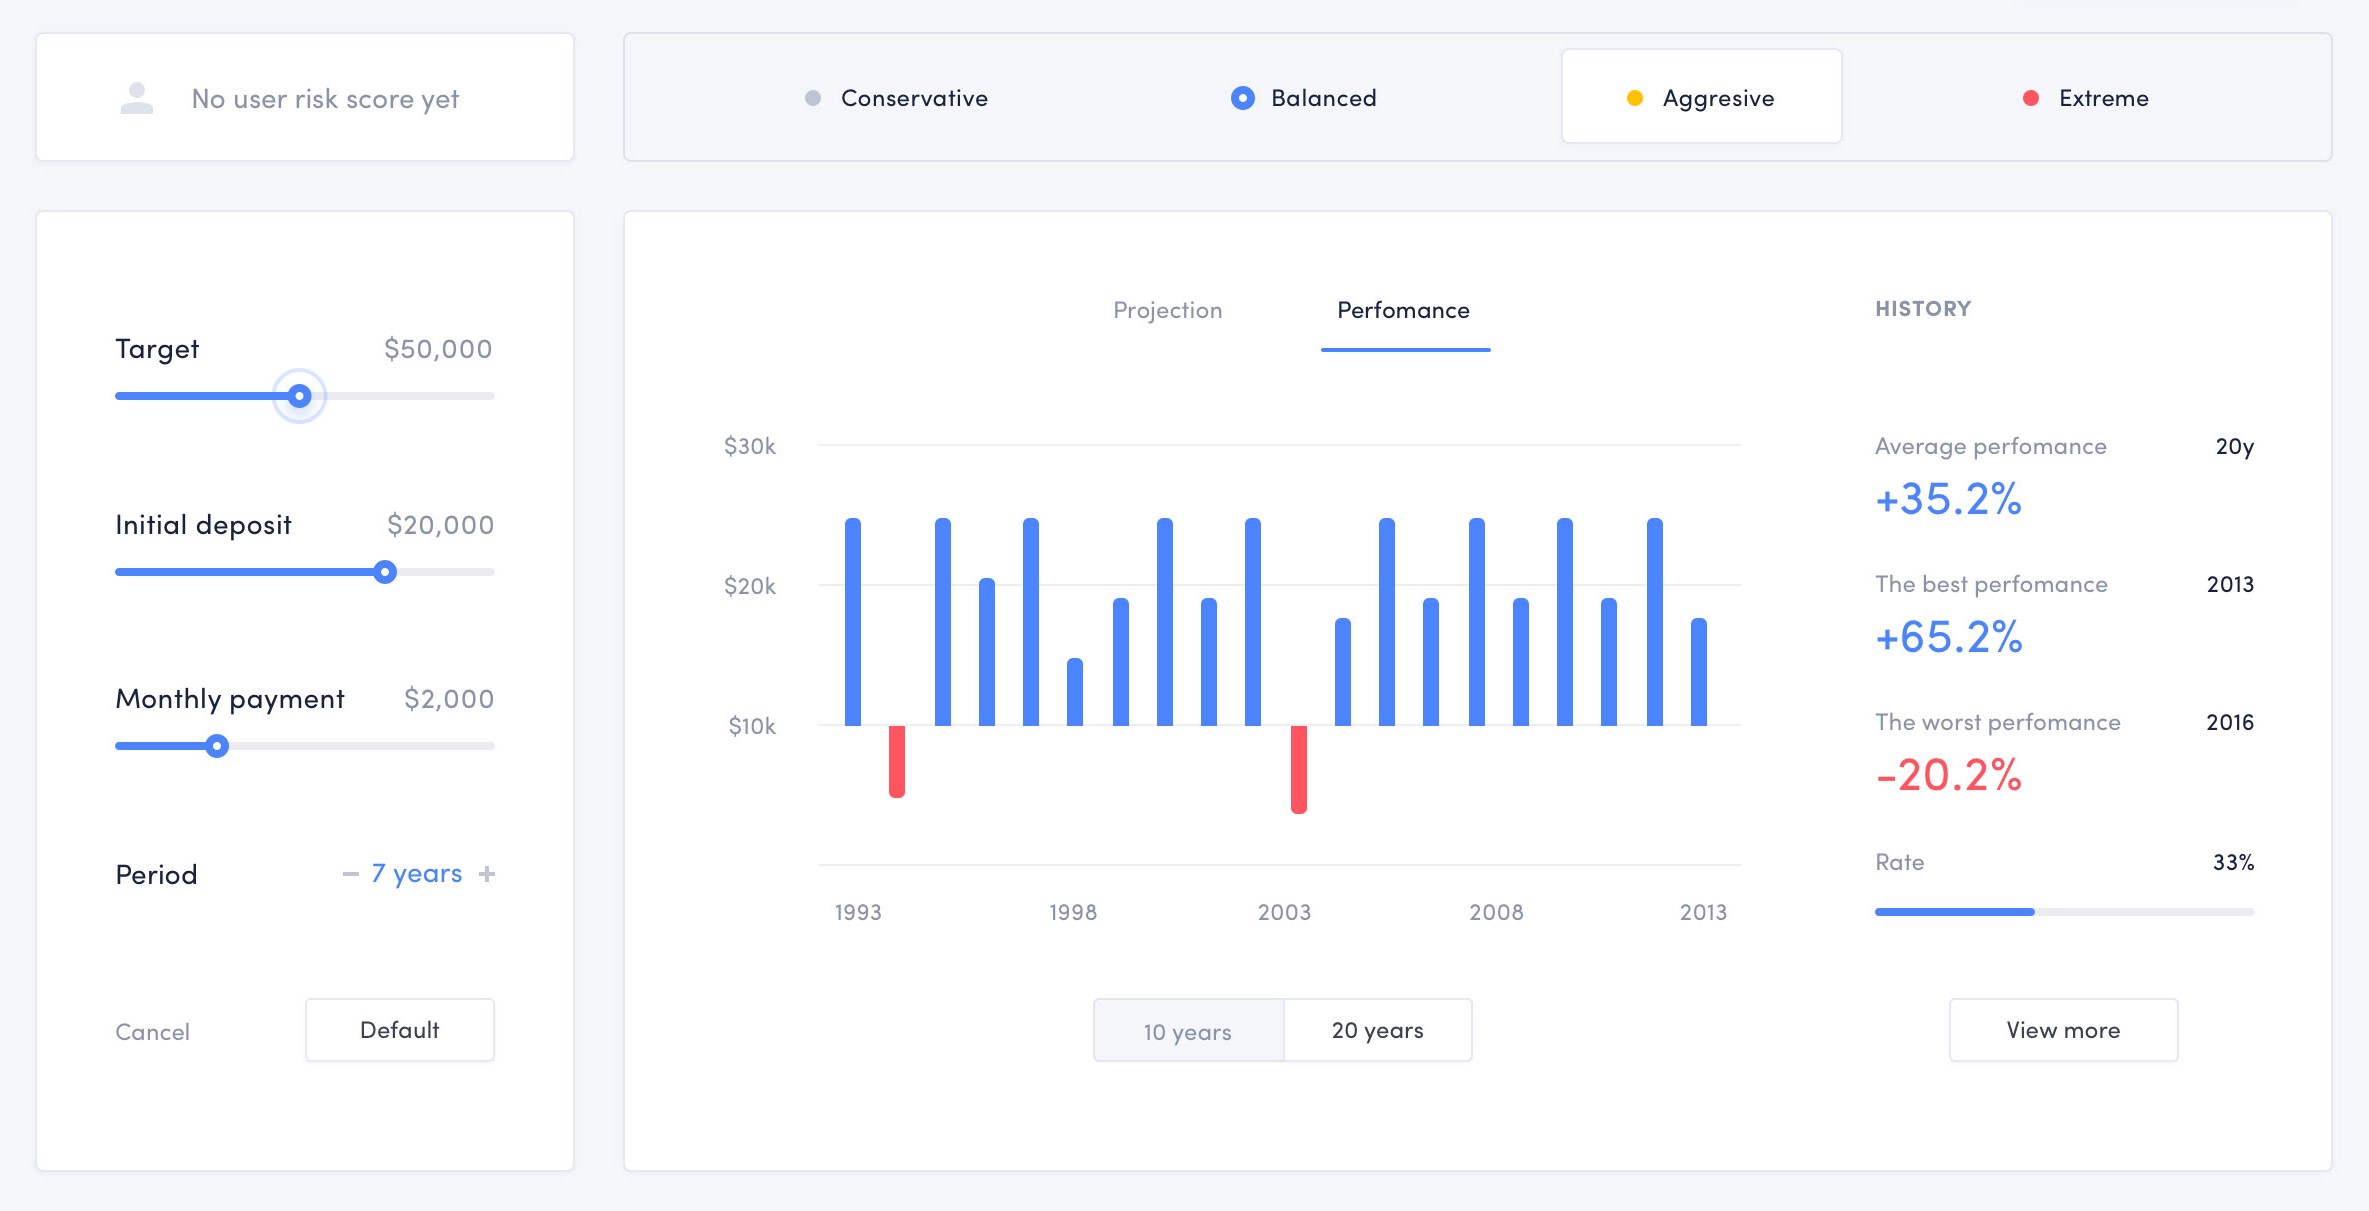 No user risk score yet
Conservative
Balanced
Aggresive
Extreme
Target $50,000
Initial deposit $20,000
Monthly payment $2,000
Period − 7 years +
Cancel
Default
Projection
Perfomance
$30k
$20k
$10k
1993 1998 2003 2008 2013
10 years
20 years
HISTORY
Average perfomance 20y
+35.2%
The best perfomance 2013
+65.2%
The worst perfomance 2016
-20.2%
Rate 33%
View more